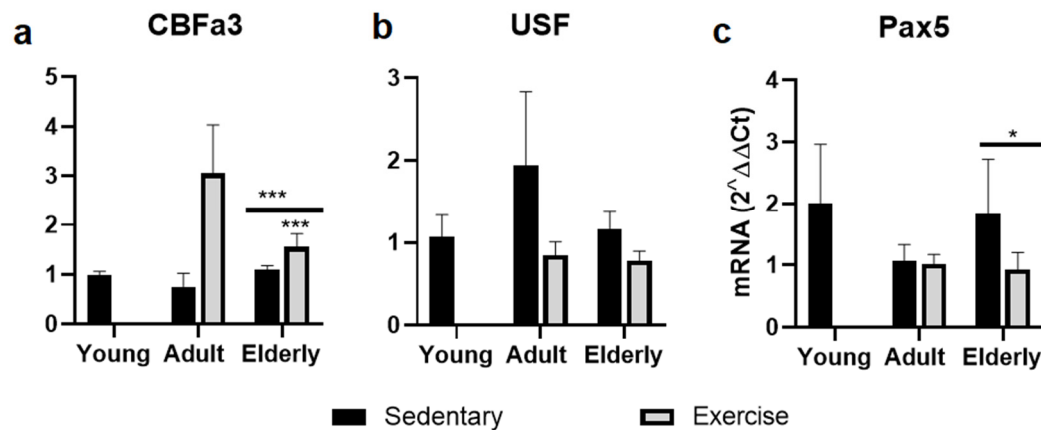 a CBFa3
5
4
3
2
1
0
***
***
Young Adult Elderly
b USF
3
2
1
0
Young Adult Elderly
c Pax5
mRNA (2^ΔΔCt)
4
3
2
1
0
*
Young Adult Elderly
Sedentary Exercise